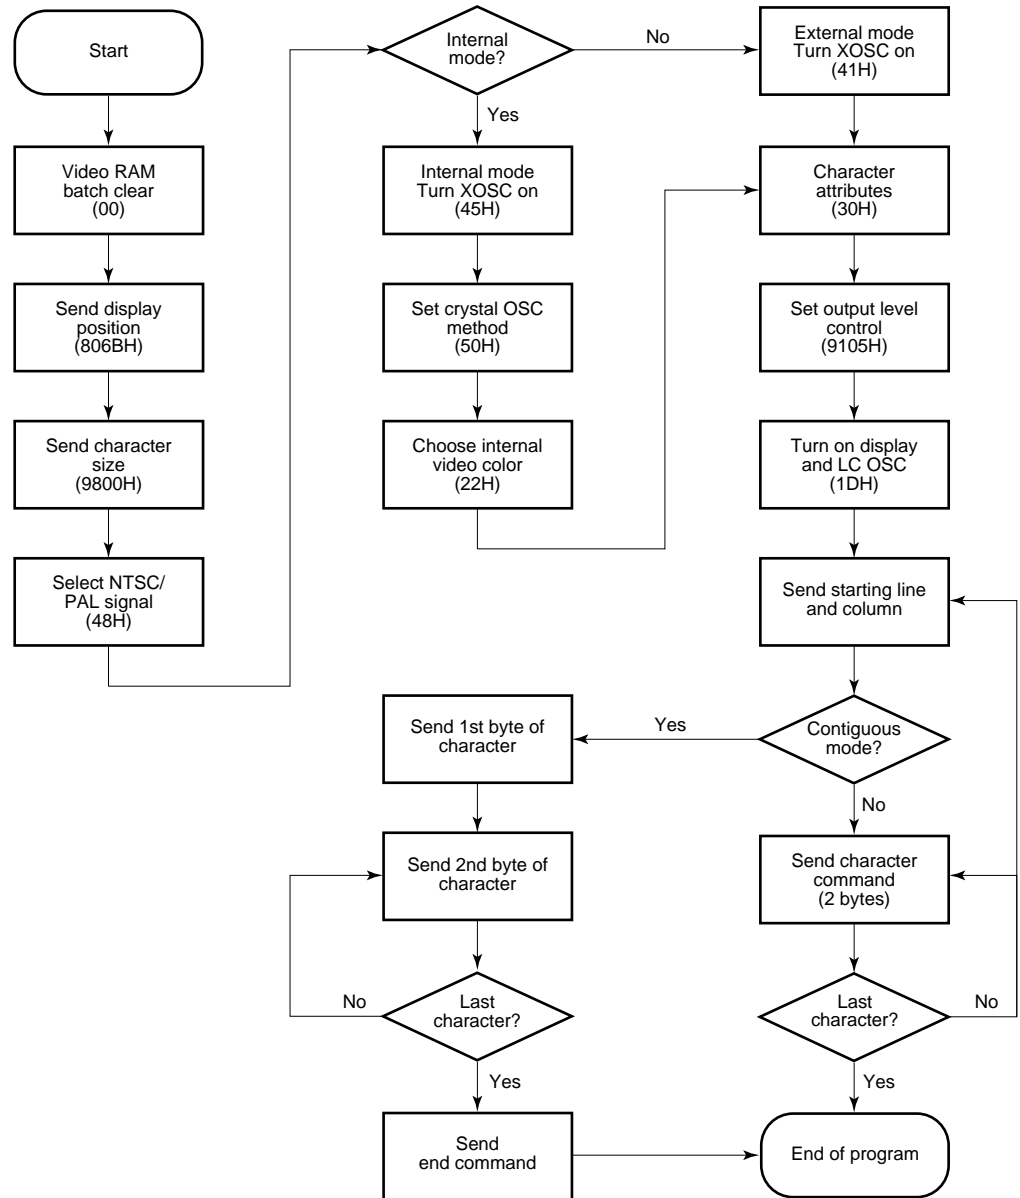 Start
Video RAM
batch clear
(00)
Send display
position
(806BH)
Send character
size
(9800H)
Select NTSC/
PAL signal
(48H)
Internal
mode?
No
Yes
Internal mode
Turn XOSC on
(45H)
Set crystal OSC
method
(50H)
Choose internal
video color
(22H)
External mode
Turn XOSC on
(41H)
Character
attributes
(30H)
Set output level
control
(9105H)
Turn on display
and LC OSC
(1DH)
Send starting line
and column
Contiguous
mode?
Yes
No
Send 1st byte of
character
Send 2nd byte of
character
Last
character?
No
Yes
Send
end command
Send character
command
(2 bytes)
Last
character?
No
Yes
End of program